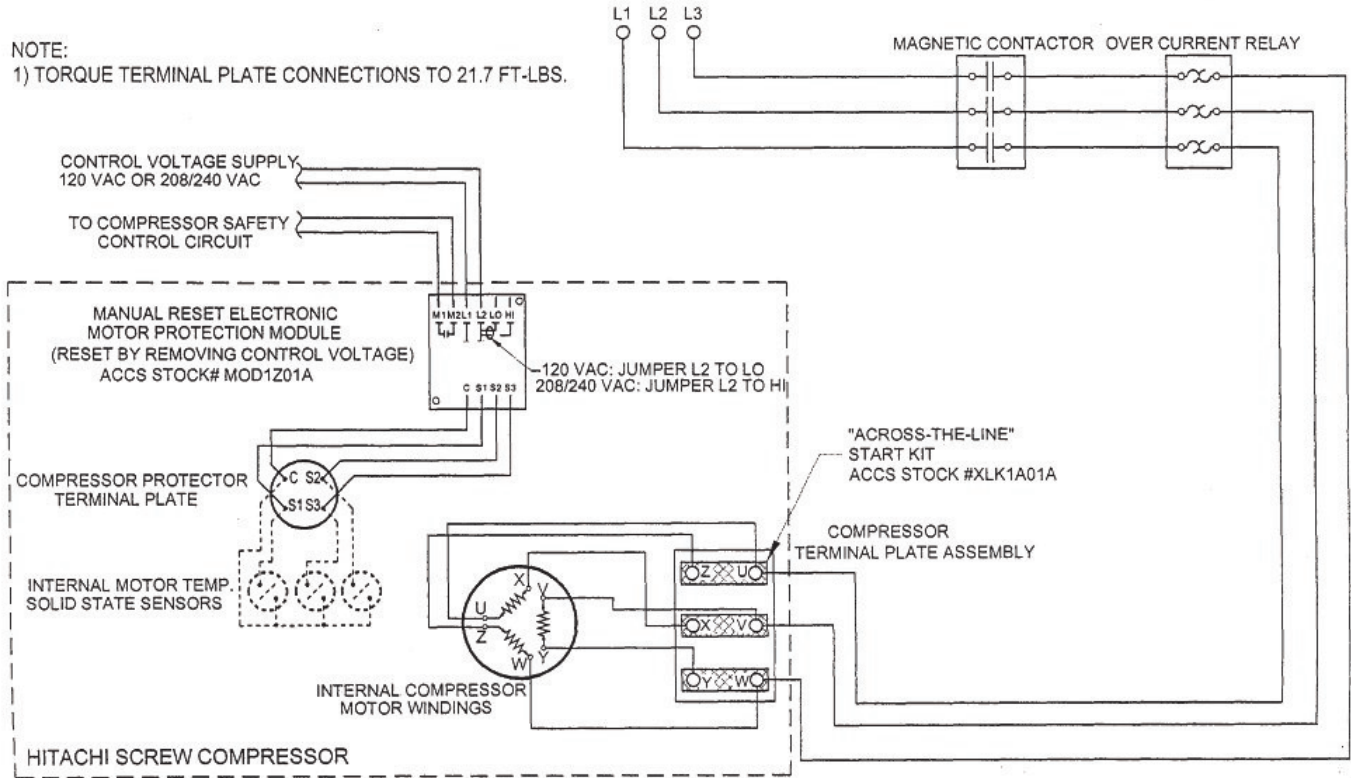 L1 L2 L3
NOTE:
1) TORQUE TERMINAL PLATE CONNECTIONS TO 21.7 FT-LBS.
MAGNETIC CONTACTOR OVER CURRENT RELAY
CONTROL VOLTAGE SUPPLY
120 VAC OR 208/240 VAC
TO COMPRESSOR SAFETY
CONTROL CIRCUIT
MANUAL RESET ELECTRONIC
MOTOR PROTECTION MODULE
(RESET BY REMOVING CONTROL VOLTAGE)
ACCS STOCK# MOD1Z01A
M1 M2 L1 L2 LO HI
120 VAC: JUMPER L2 TO LO
208/240 VAC: JUMPER L2 TO HI
C S1 S2 S3
"ACROSS-THE-LINE"
START KIT
ACCS STOCK #XLK1A01A
COMPRESSOR PROTECTOR
TERMINAL PLATE
C S2
S1 S3
COMPRESSOR
TERMINAL PLATE ASSEMBLY
INTERNAL MOTOR TEMP.
SOLID STATE SENSORS
Z U
X V
Y W
X V
U
Z
W Y
INTERNAL COMPRESSOR
MOTOR WINDINGS
HITACHI SCREW COMPRESSOR